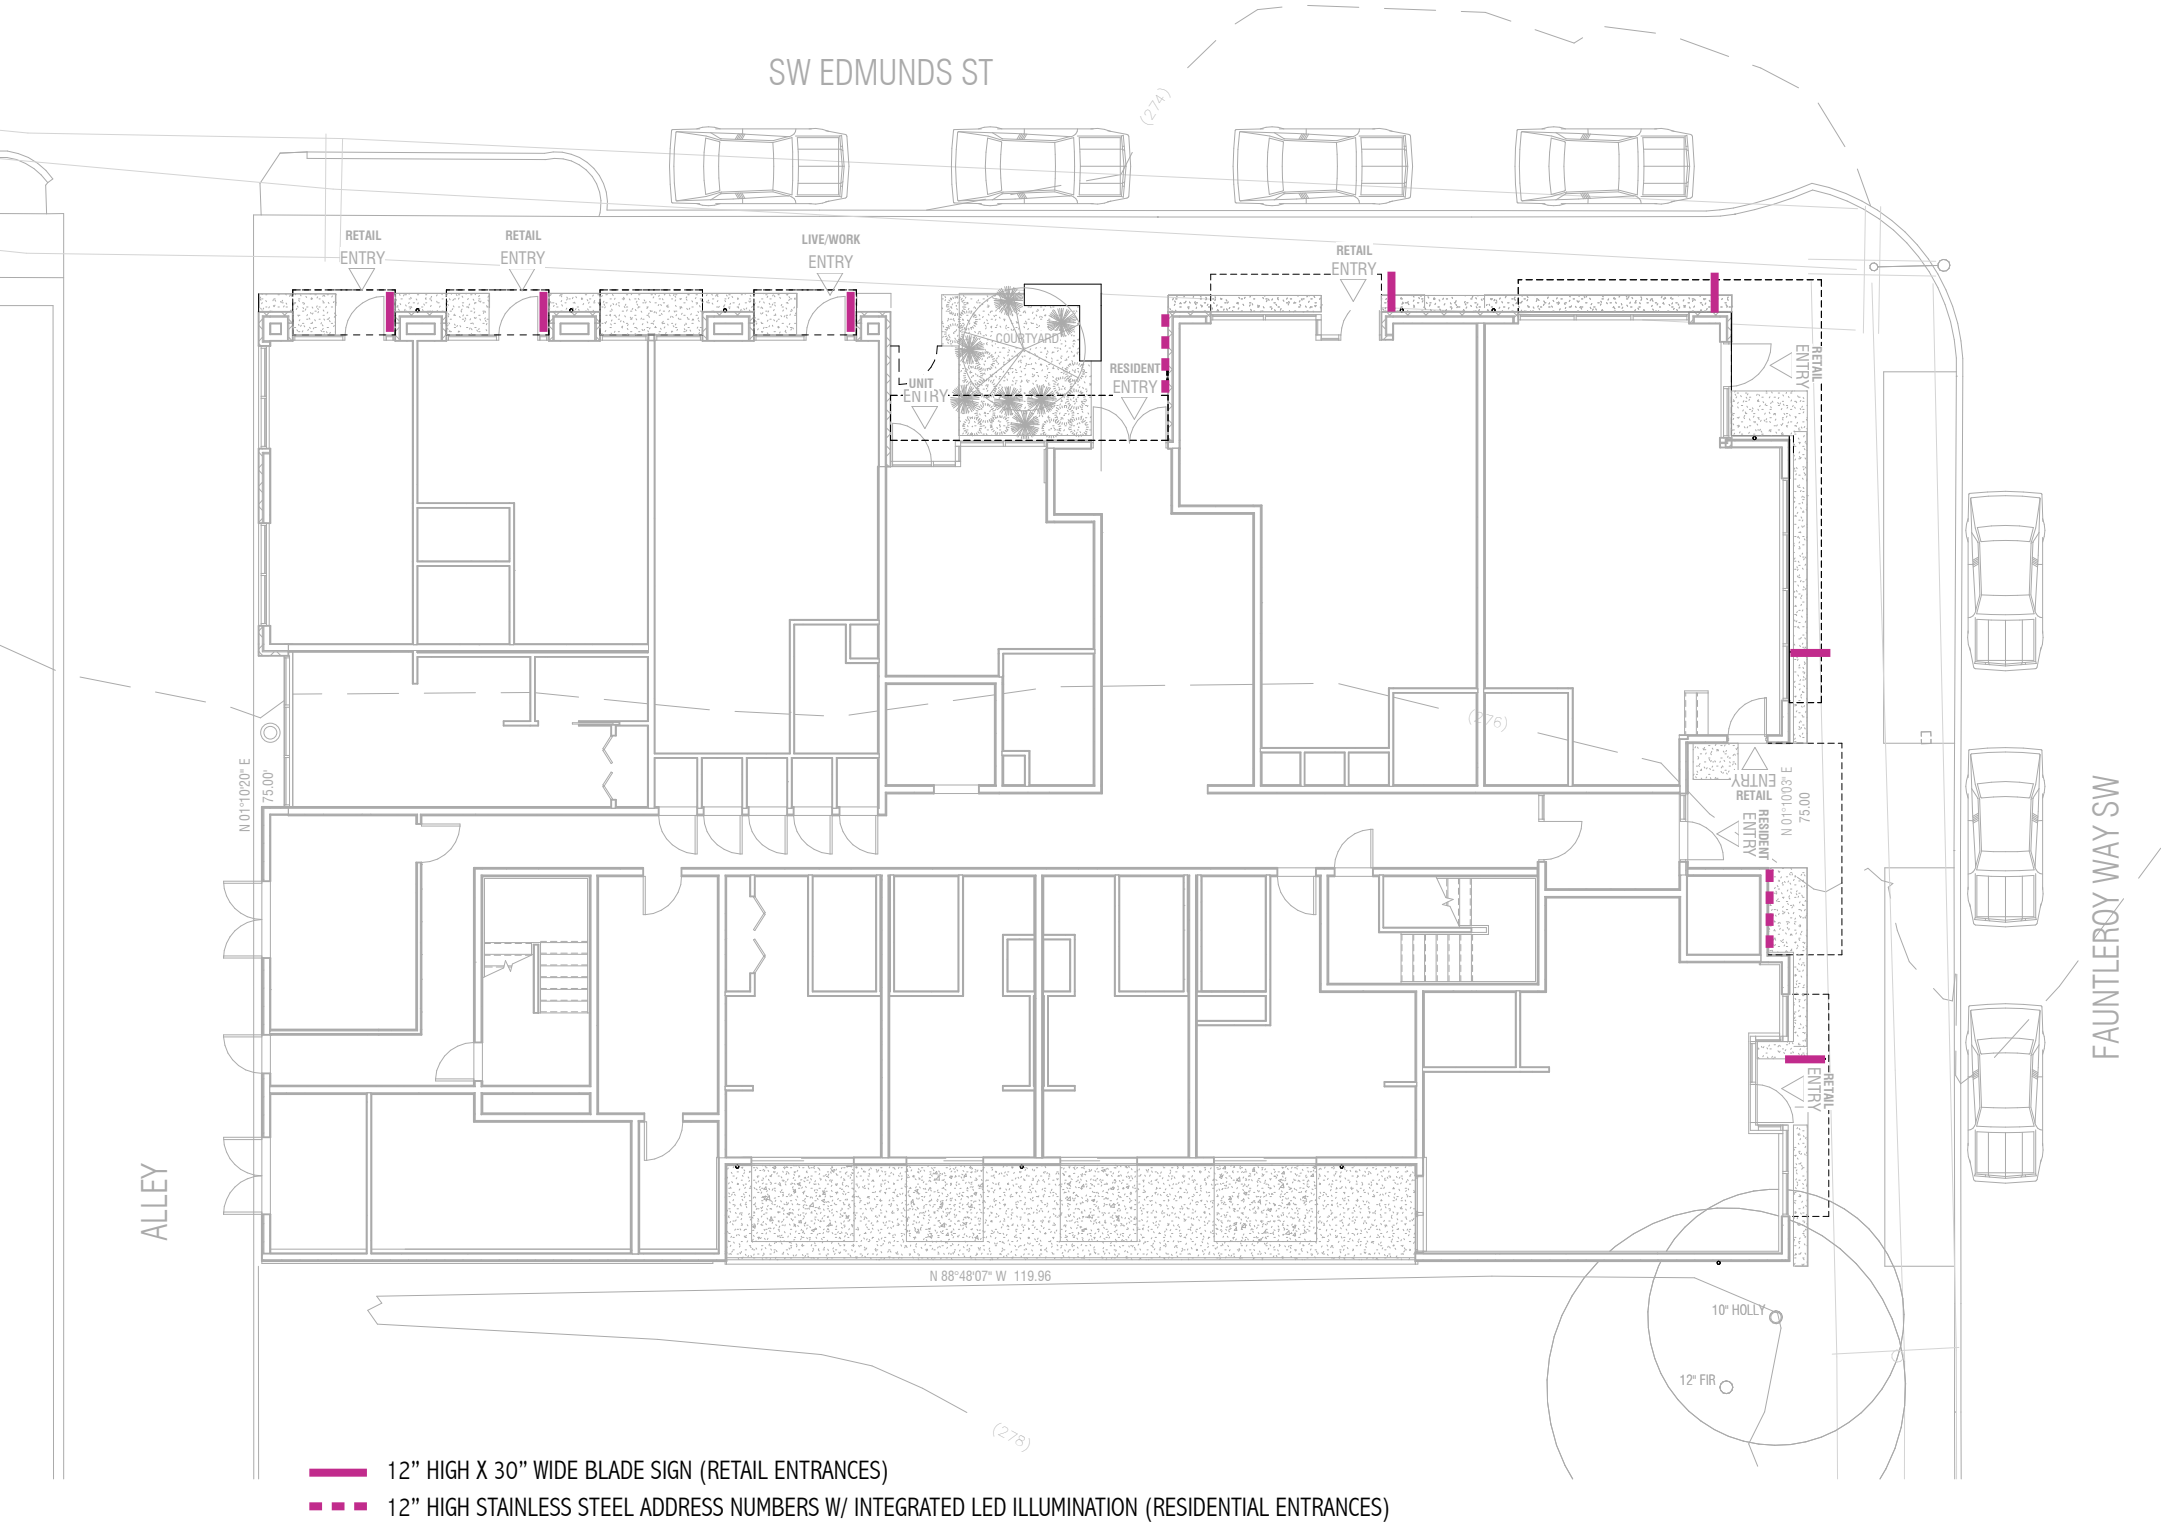 SW EDMUNDS ST
(274)
RETAIL
ENTRY
RETAIL
ENTRY
LIVE/WORK
ENTRY
RETAIL
ENTRY
COURTYARD
UNIT
ENTRY
RESIDENT
ENTRY
RETAIL
ENTRY
(276)
N 01°10'20" E
75.00'
ENTRY
RETAIL
RESIDENT
ENTRY
N 01°10'03" E
75.00
FAUNTLEROY WAY SW
RETAIL
ENTRY
ALLEY
N 88°48'07" W 119.96
10" HOLLY
12" FIR
(278)
12” HIGH X 30” WIDE BLADE SIGN (RETAIL ENTRANCES)
12” HIGH STAINLESS STEEL ADDRESS NUMBERS W/ INTEGRATED LED ILLUMINATION (RESIDENTIAL ENTRANCES)